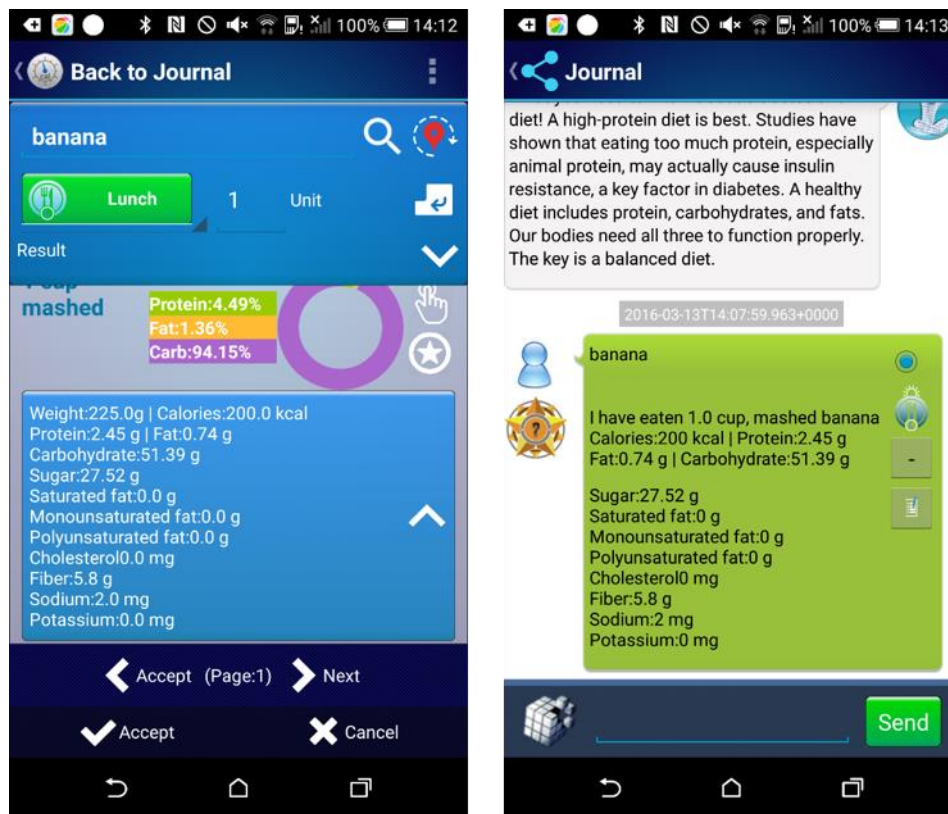 100% 14:12
Back to Journal
banana
Lunch 1 Unit
Result
mashed
Protein:4.49%
Fat:1.36%
Carb:94.15%
Weight:225.0g | Calories:200.0 kcal
Protein:2.45 g | Fat:0.74 g
Carbohydrate:51.39 g
Sugar:27.52 g
Saturated fat:0.0 g
Monounsaturated fat:0.0 g
Polyunsaturated fat:0.0 g
Cholesterol0.0 mg
Fiber:5.8 g
Sodium:2.0 mg
Potassium:0.0 mg
Accept (Page:1) Next
Accept Cancel
100% 14:13
Journal
diet! A high-protein diet is best. Studies have
shown that eating too much protein, especially
animal protein, may actually cause insulin
resistance, a key factor in diabetes. A healthy
diet includes protein, carbohydrates, and fats.
Our bodies need all three to function properly.
The key is a balanced diet.
2016-03-13T14:07:59.963+0000
banana
I have eaten 1.0 cup, mashed banana
Calories:200 kcal | Protein:2.45 g
Fat:0.74 g | Carbohydrate:51.39 g
Sugar:27.52 g
Saturated fat:0 g
Monounsaturated fat:0 g
Polyunsaturated fat:0 g
Cholesterol0 mg
Fiber:5.8 g
Sodium:2 mg
Potassium:0 mg
Send